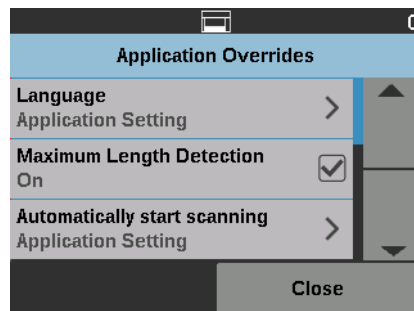 Application Overrides
Language
Application Setting
Maximum Length Detection
On
Automatically start scanning
Application Setting
Close